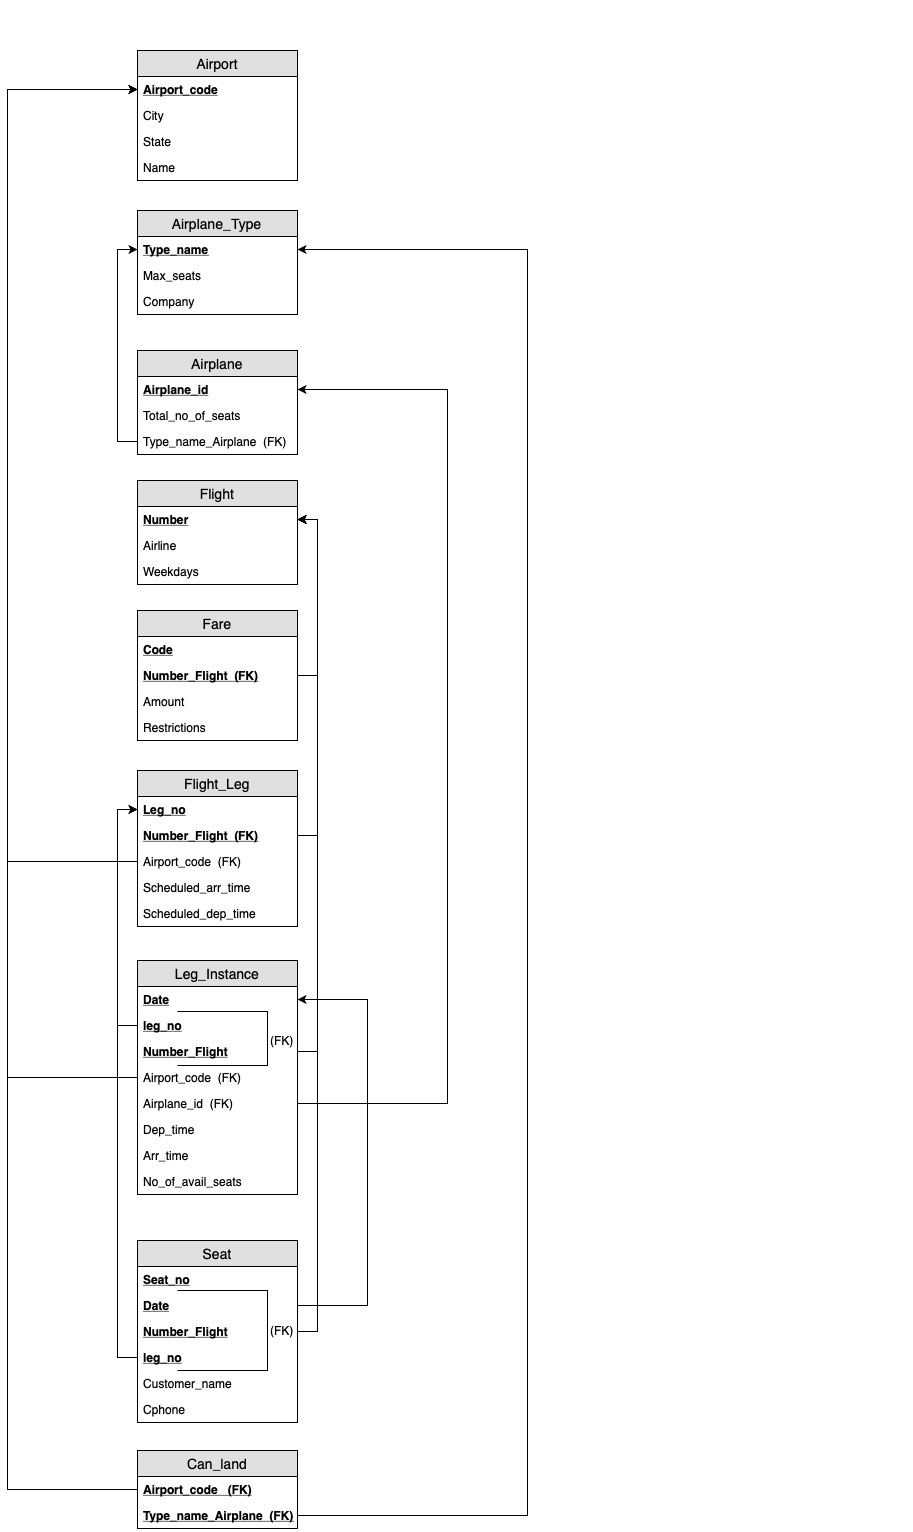 Airport
Airport_code
City
State
Name
Airplane_Type
Type_name
Max_seats
Company
Airplane
Airplane_id
Total_no_of_seats
Type_name_Airplane (FK)
Flight
Number
Airline
Weekdays
Fare
Code
Number_Flight (FK)
Amount
Restrictions
Flight_Leg
Leg_no
Number_Flight (FK)
Airport_code (FK)
Scheduled_arr_time
Scheduled_dep_time
Leg_Instance
Date
leg_no
(FK)
Number_Flight
Airport_code (FK)
Airplane_id (FK)
Dep_time
Arr_time
No_of_avail_seats
Seat
Seat_no
Date
Number_Flight (FK)
leg_no
Customer_name
Cphone
Can_land
Airport_code (FK)
Type_name_Airplane (FK)